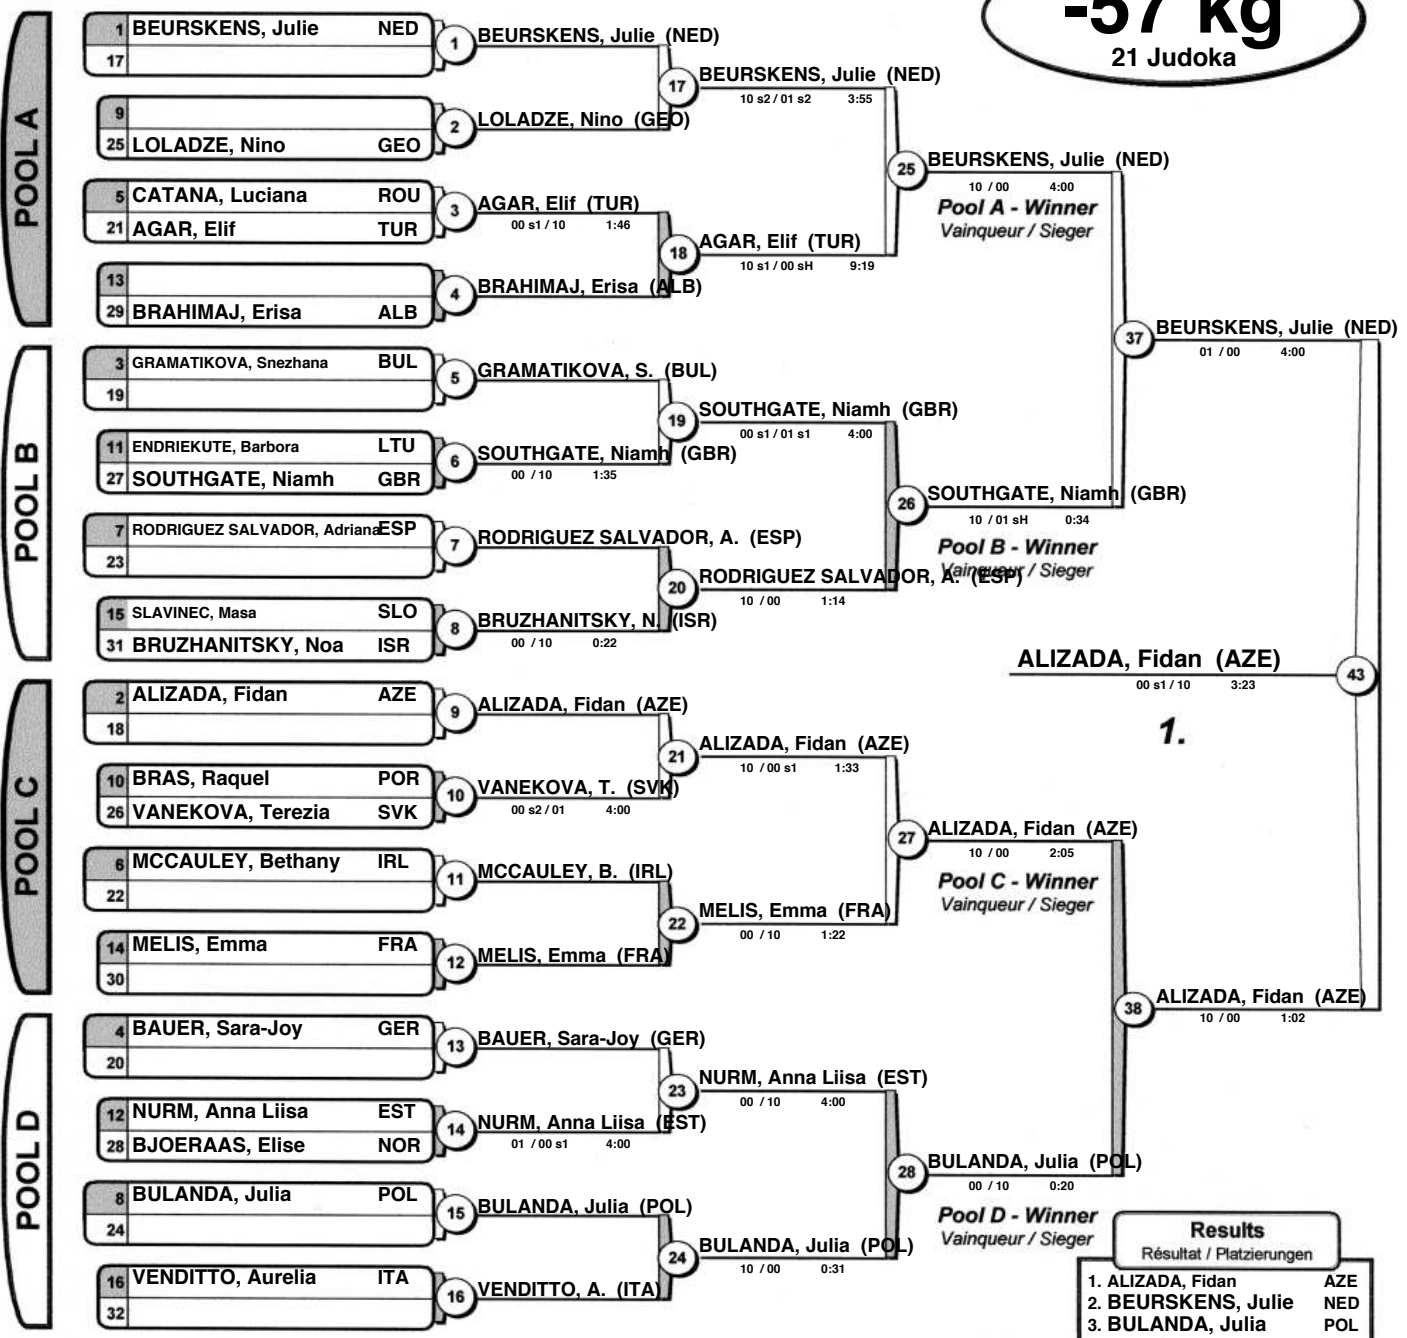 -57 kg
21 Judoka
POOL A
1 BEURSKENS, Julie NED
17
9
25 LOLADZE, Nino GEO
5 CATANA, Luciana ROU
21 AGAR, Elif TUR
13
29 BRAHIMAJ, Erisa ALB
POOL B
3 GRAMATIKOVA, Snezhana BUL
19
11 ENDRIEKUTE, Barbora LTU
27 SOUTHGATE, Niamh GBR
7 RODRIGUEZ SALVADOR, Adriana ESP
23
15 SLAVINEC, Masa SLO
31 BRUZHANITSKY, Noa ISR
POOL C
2 ALIZADA, Fidan AZE
18
10 BRAS, Raquel POR
26 VANEKOVA, Terezia SVK
6 MCCAULEY, Bethany IRL
22
14 MELIS, Emma FRA
30
POOL D
4 BAUER, Sara-Joy GER
20
12 NURM, Anna Liisa EST
28 BJOERAAS, Elise NOR
8 BULANDA, Julia POL
24
16 VENDITTO, Aurelia ITA
32
1 BEURSKENS, Julie (NED)
2 LOLADZE, Nino (GEO)
3 AGAR, Elif (TUR)
00 s1 / 10 1:46
4 BRAHIMAJ, Erisa (ALB)
5 GRAMATIKOVA, S. (BUL)
6 SOUTHGATE, Niamh (GBR)
00 / 10 1:35
7 RODRIGUEZ SALVADOR, A. (ESP)
8 BRUZHANITSKY, N. (ISR)
00 / 10 0:22
9 ALIZADA, Fidan (AZE)
10 VANEKOVA, T. (SVK)
00 s2 / 01 4:00
11 MCCAULEY, B. (IRL)
12 MELIS, Emma (FRA)
13 BAUER, Sara-Joy (GER)
14 NURM, Anna Liisa (EST)
01 / 00 s1 4:00
15 BULANDA, Julia (POL)
16 VENDITTO, A. (ITA)
17 BEURSKENS, Julie (NED)
10 s2 / 01 s2 3:55
18 AGAR, Elif (TUR)
10 s1 / 00 sH 9:19
19 SOUTHGATE, Niamh (GBR)
00 s1 / 01 s1 4:00
20 RODRIGUEZ SALVADOR, A. (ESP)
10 / 00 1:14
21 ALIZADA, Fidan (AZE)
10 / 00 s1 1:33
22 MELIS, Emma (FRA)
00 / 10 1:22
23 NURM, Anna Liisa (EST)
00 / 10 4:00
24 BULANDA, Julia (POL)
10 / 00 0:31
25 BEURSKENS, Julie (NED)
10 / 00 4:00
Pool A - Winner
Vainqueur / Sieger
26 SOUTHGATE, Niamh (GBR)
10 / 01 sH 0:34
Pool B - Winner
Vainqueur / Sieger
27 ALIZADA, Fidan (AZE)
10 / 00 2:05
Pool C - Winner
Vainqueur / Sieger
28 BULANDA, Julia (POL)
00 / 10 0:20
Pool D - Winner
Vainqueur / Sieger
37 BEURSKENS, Julie (NED)
01 / 00 4:00
38 ALIZADA, Fidan (AZE)
10 / 00 1:02
ALIZADA, Fidan (AZE) 43
00 s1 / 10 3:23
1.
Results
Résultat / Platzierungen
1. ALIZADA, Fidan AZE
2. BEURSKENS, Julie NED
3. BULANDA, Julia POL